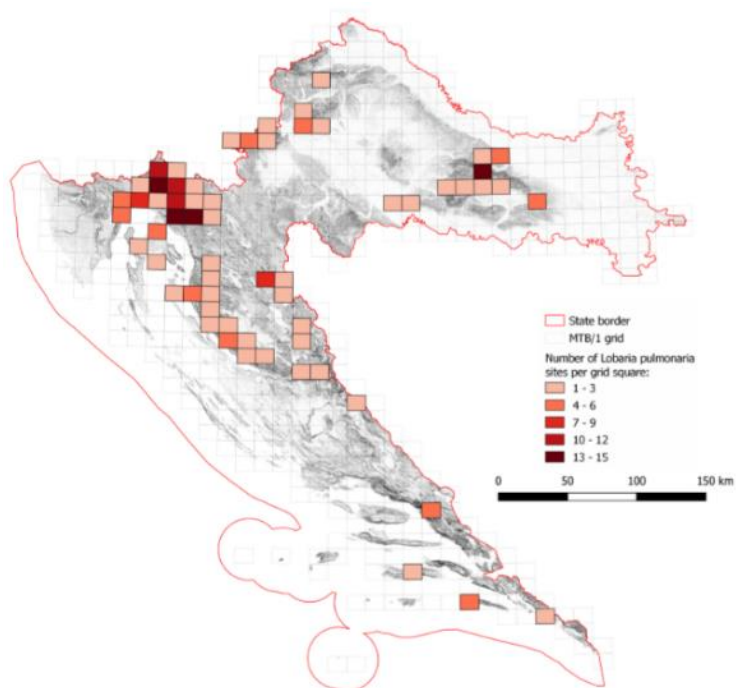 State border
MTB/1 grid
Number of Lobaria pulmonaria
sites per grid square:
1 - 3
4 - 6
7 - 9
10 - 12
13 - 15
0 50 100 150 km